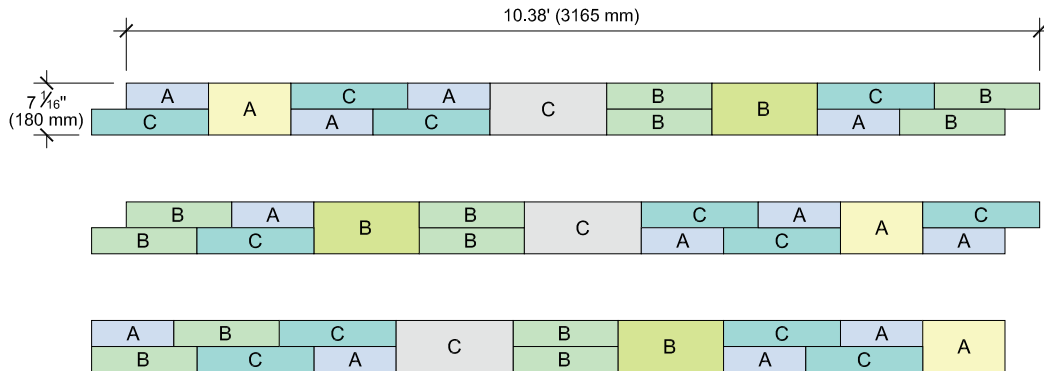 10.38' (3165 mm)
7 1⁄16"
(180 mm)
A A C A C B B C B
C A C B A B
B A B B C C A A C
B C B A C A
A B C C B B C A A
B C A B A C